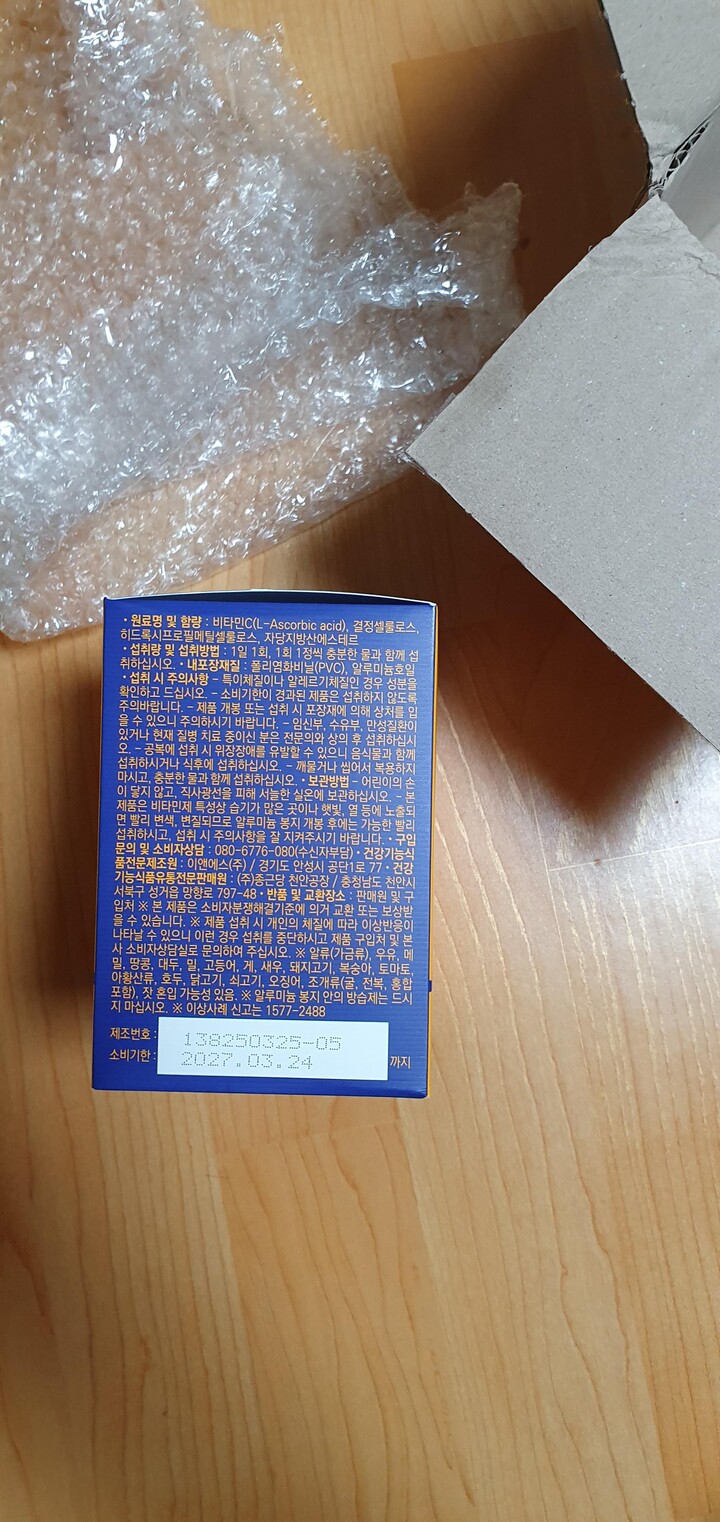 • 원료명 및 함량 : 비타민C(L-Ascorbic acid), 결정셀룰로스,
히드록시프로필메틸셀룰로스, 자당지방산에스테르
• 섭취량 및 섭취방법 : 1일 1회, 1회 1정씩 충분한 물과 함께 섭
취하십시오. • 내포장재질 : 폴리염화비닐(PVC), 알루미늄호일
• 섭취 시 주의사항 - 특이체질이나 알레르기체질인 경우 성분을
확인하고 드십시오. - 소비기한이 경과된 제품은 섭취하지 않도록
주의바랍니다. - 제품 개봉 또는 섭취 시 포장재에 의해 상처를 입
을 수 있으니 주의하시기 바랍니다. - 임신부, 수유부, 만성질환이
있거나 현재 질병 치료 중이신 분은 전문의와 상의 후 섭취하십시
오. - 공복에 섭취 시 위장장애를 유발할 수 있으니 음식물과 함께
섭취하시거나 식후에 섭취하십시오. - 깨물거나 씹어서 복용하지
마시고, 충분한 물과 함께 섭취하십시오. • 보관방법 - 어린이의 손
이 닿지 않고, 직사광선을 피해 서늘한 실온에 보관하십시오. - 본
제품은 비타민제 특성상 습기가 많은 곳이나 햇빛, 열 등에 노출되
면 빨리 변색, 변질되므로 알루미늄 봉지 개봉 후에는 가능한 빨리
섭취하시고, 섭취 시 주의사항을 잘 지켜주시기 바랍니다. • 구입
문의 및 소비자상담 : 080-6776-080(수신자부담) • 건강기능식
품전문제조원 : 이앤에스(주) / 경기도 안성시 공단1로 77 • 건강
기능식품유통전문판매원 : (주)종근당 천안공장 / 충청남도 천안시
서북구 성거읍 망향로 797-48 • 반품 및 교환장소 : 판매원 및 구
입처 ※ 본 제품은 소비자분쟁해결기준에 의거 교환 또는 보상받
을 수 있습니다. ※ 제품 섭취 시 개인의 체질에 따라 이상반응이
나타날 수 있으니 이런 경우 섭취를 중단하시고 제품 구입처 및 본
사 소비자상담실로 문의하여 주십시오. ※ 알류(가금류), 우유, 메
밀, 땅콩, 대두, 밀, 고등어, 게, 새우, 돼지고기, 복숭아, 토마토,
아황산류, 호두, 닭고기, 쇠고기, 오징어, 조개류(굴, 전복, 홍합
포함), 잣 혼입 가능성 있음. ※ 알루미늄 봉지 안의 방습제는 드시
지 마십시오. ※ 이상사례 신고는 1577-2488
제조번호 : 138250325-05
소비기한 : 2027.03.24 까지